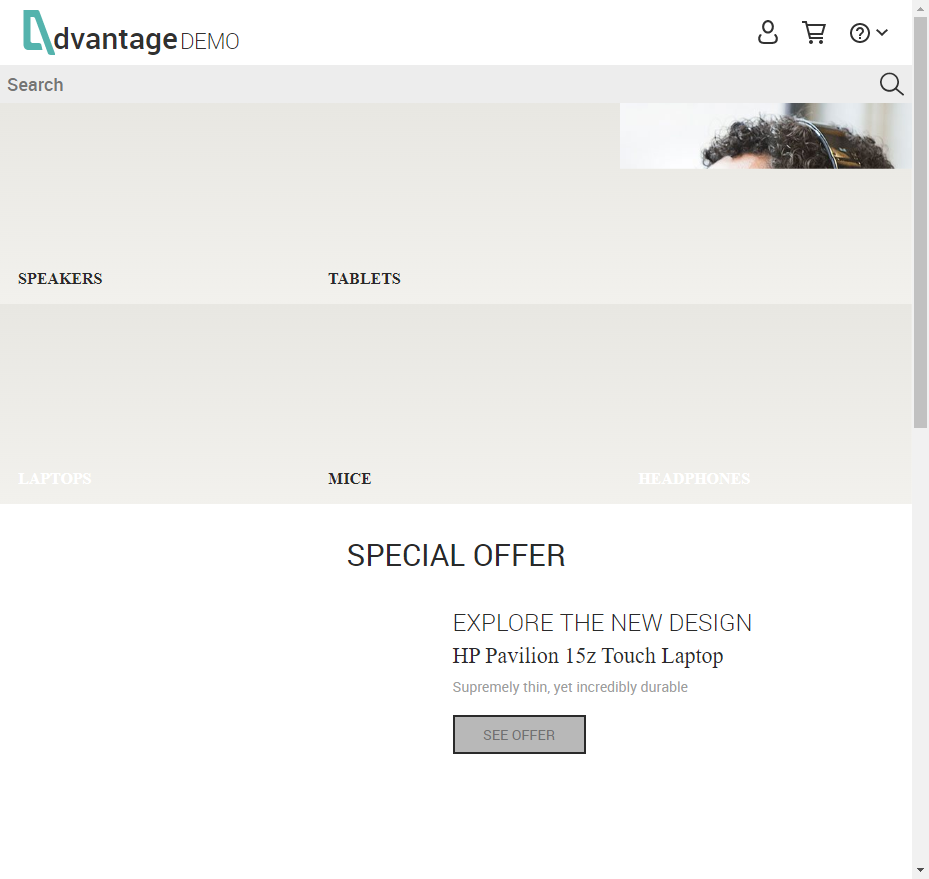 dvantage DEMO
Search
SPEAKERS
TABLETS
LAPTOPS
MICE
HEADPHONES
SPECIAL OFFER
EXPLORE THE NEW DESIGN
HP Pavilion 15z Touch Laptop
Supremely thin, yet incredibly durable
SEE OFFER